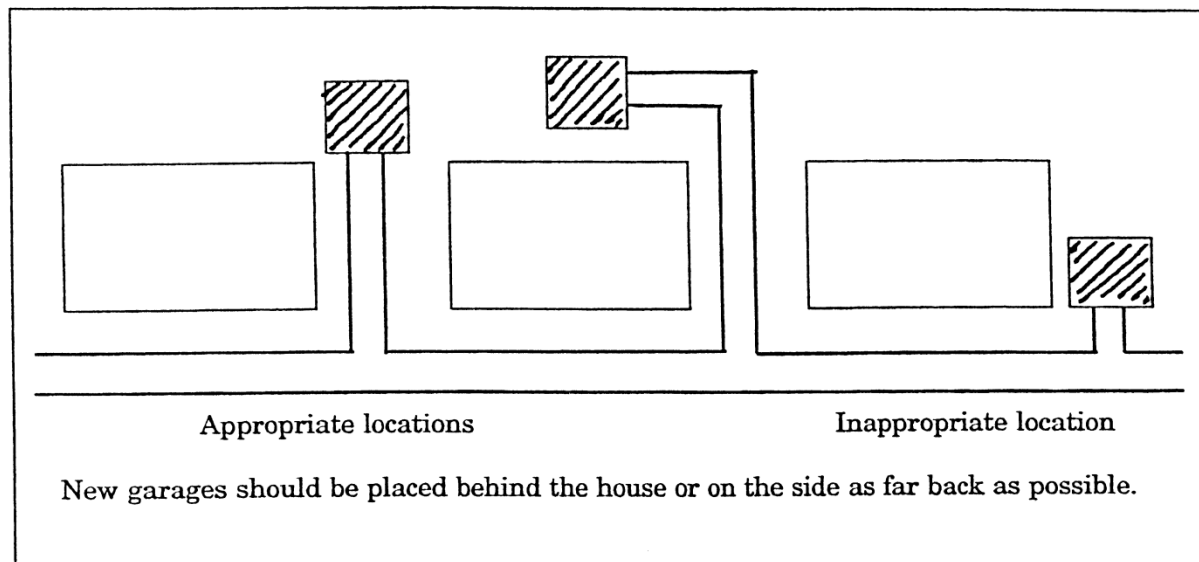 Appropriate locations
Inappropriate location
New garages should be placed behind the house or on the side as far back as possible.